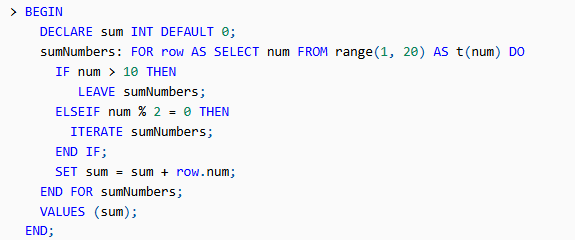 > BEGIN
    DECLARE sum INT DEFAULT 0;
    sumNumbers: FOR row AS SELECT num FROM range(1, 20) AS t(num) DO
      IF num > 10 THEN
         LEAVE sumNumbers;
      ELSEIF num % 2 = 0 THEN
        ITERATE sumNumbers;
      END IF;
      SET sum = sum + row.num;
    END FOR sumNumbers;
    VALUES (sum);
  END;